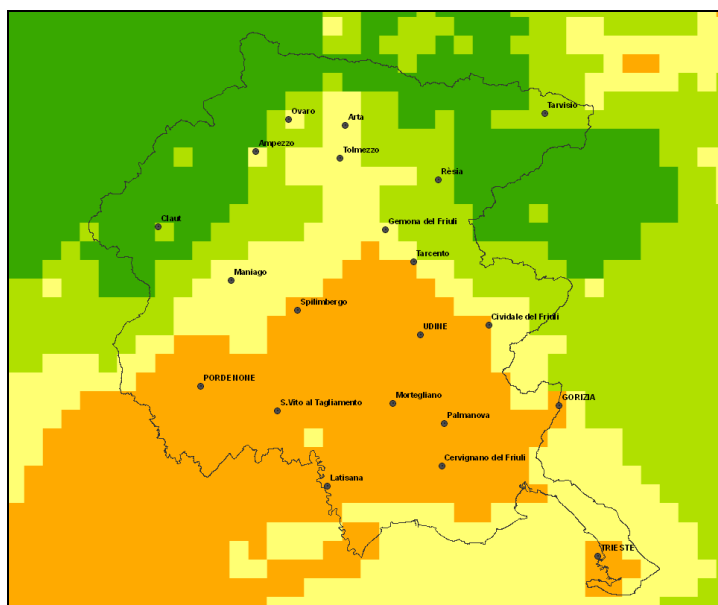 Tarvisio
Ovaro
Arta
Ampezzo
Tolmezzo
Rèsia
Claut
Gemona del Friuli
Tarcento
Maniago
Spilimbergo
UDINE
Cividale del Friuli
PORDENONE
S.Vito al Tagliamento
Mortegliano
GORIZIA
Palmanova
Cervignano del Friuli
Latisana
TRIESTE